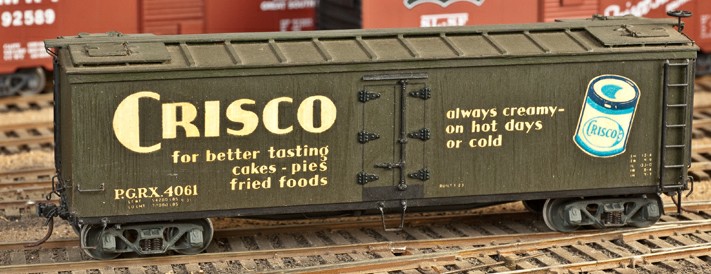 92589
CRISCO
for better tasting
cakes - pies
fried foods
P.G.R.X. 4061
always creamy-
on hot days
or cold
CRISCO